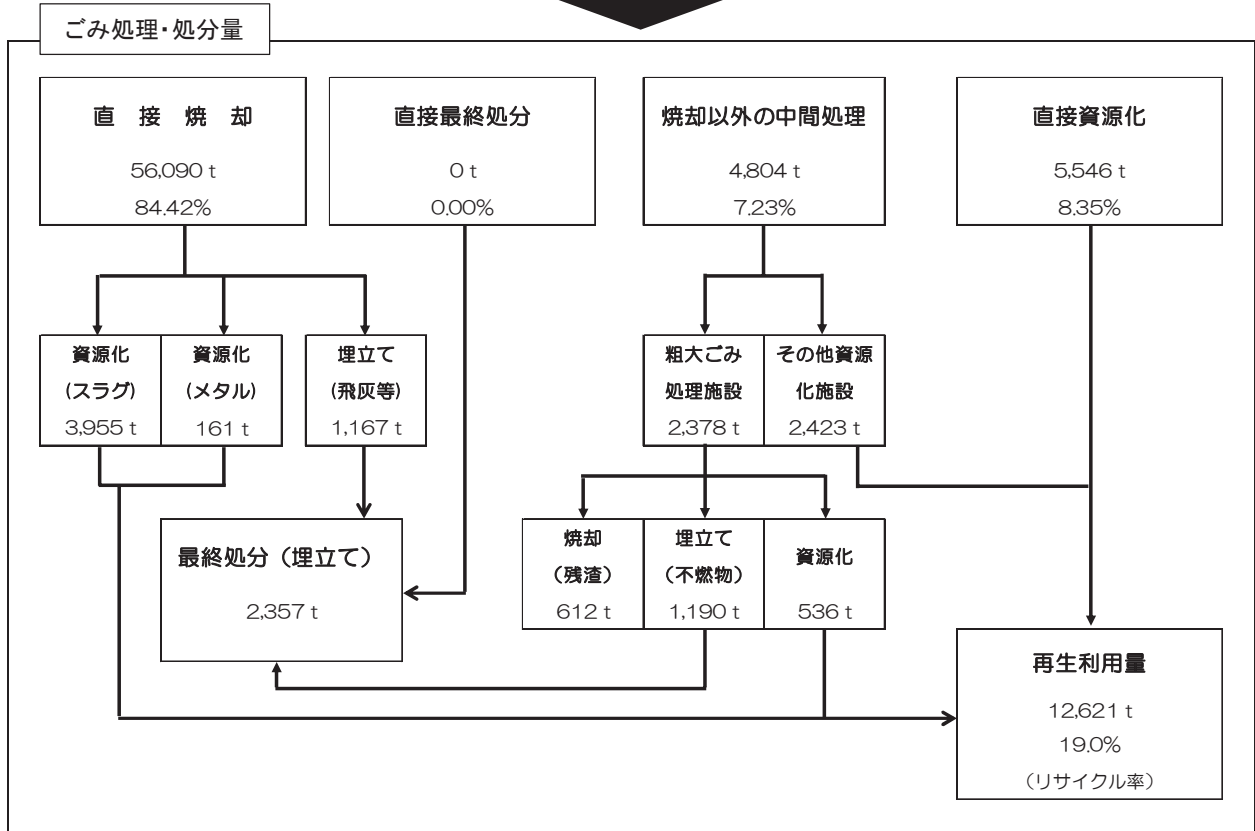 ごみ処理・処分量
直接焼却
56,090 t
84.42%
直接最終処分
0 t
0.00%
焼却以外の中間処理
4,804 t
7.23%
直接資源化
5,546 t
8.35%
資源化
(スラグ)
3,955 t
資源化
(メタル)
161 t
埋立て
(飛灰等)
1,167 t
粗大ごみ
処理施設
2,378 t
その他資源
化施設
2,423 t
最終処分（埋立て）
2,357 t
焼却
（残渣）
612 t
埋立て
（不燃物）
1,190 t
資源化
536 t
再生利用量
12,621 t
19.0%
（リサイクル率）